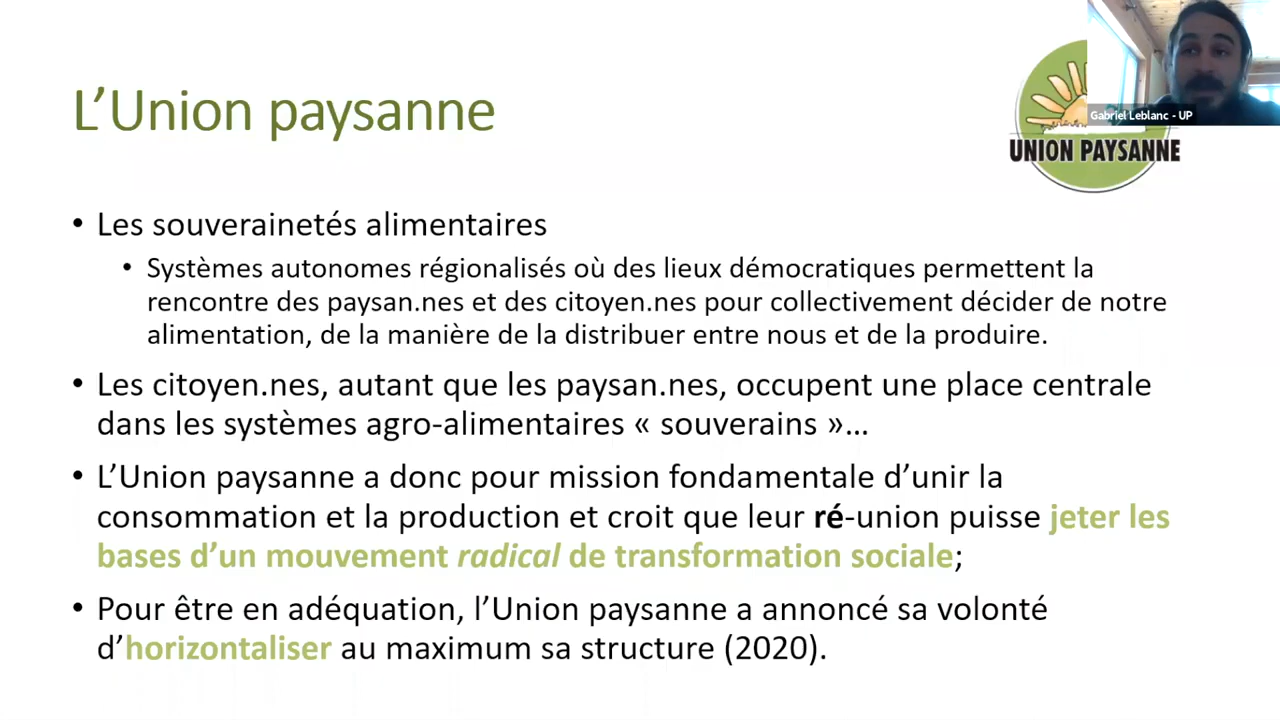 L’Union paysanne
Gabriel Leblanc - UP
UNION PAYSANNE
• Les souverainetés alimentaires
• Systèmes autonomes régionalisés où des lieux démocratiques permettent la
rencontre des paysan.nes et des citoyen.nes pour collectivement décider de notre
alimentation, de la manière de la distribuer entre nous et de la produire.
• Les citoyen.nes, autant que les paysan.nes, occupent une place centrale
dans les systèmes agro-alimentaires « souverains »…
• L’Union paysanne a donc pour mission fondamentale d’unir la
consommation et la production et croit que leur ré-union puisse jeter les
bases d’un mouvement radical de transformation sociale;
• Pour être en adéquation, l’Union paysanne a annoncé sa volonté
d’horizontaliser au maximum sa structure (2020).